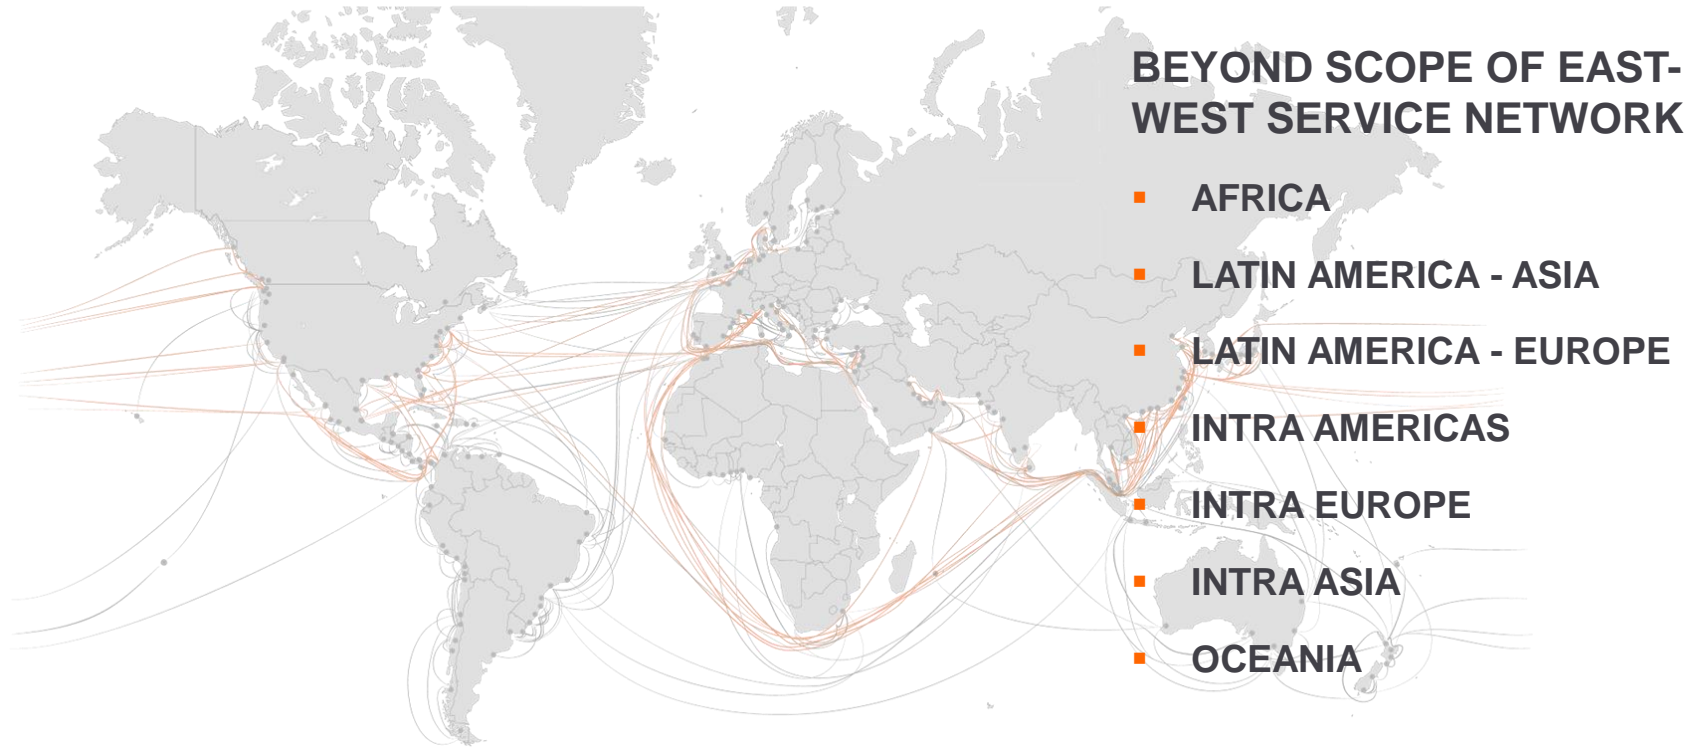 BEYOND SCOPE OF EAST-
WEST SERVICE NETWORK
AFRICA
LATIN AMERICA - ASIA
LATIN AMERICA - EUROPE
INTRA AMERICAS
INTRA EUROPE
INTRA ASIA
OCEANIA